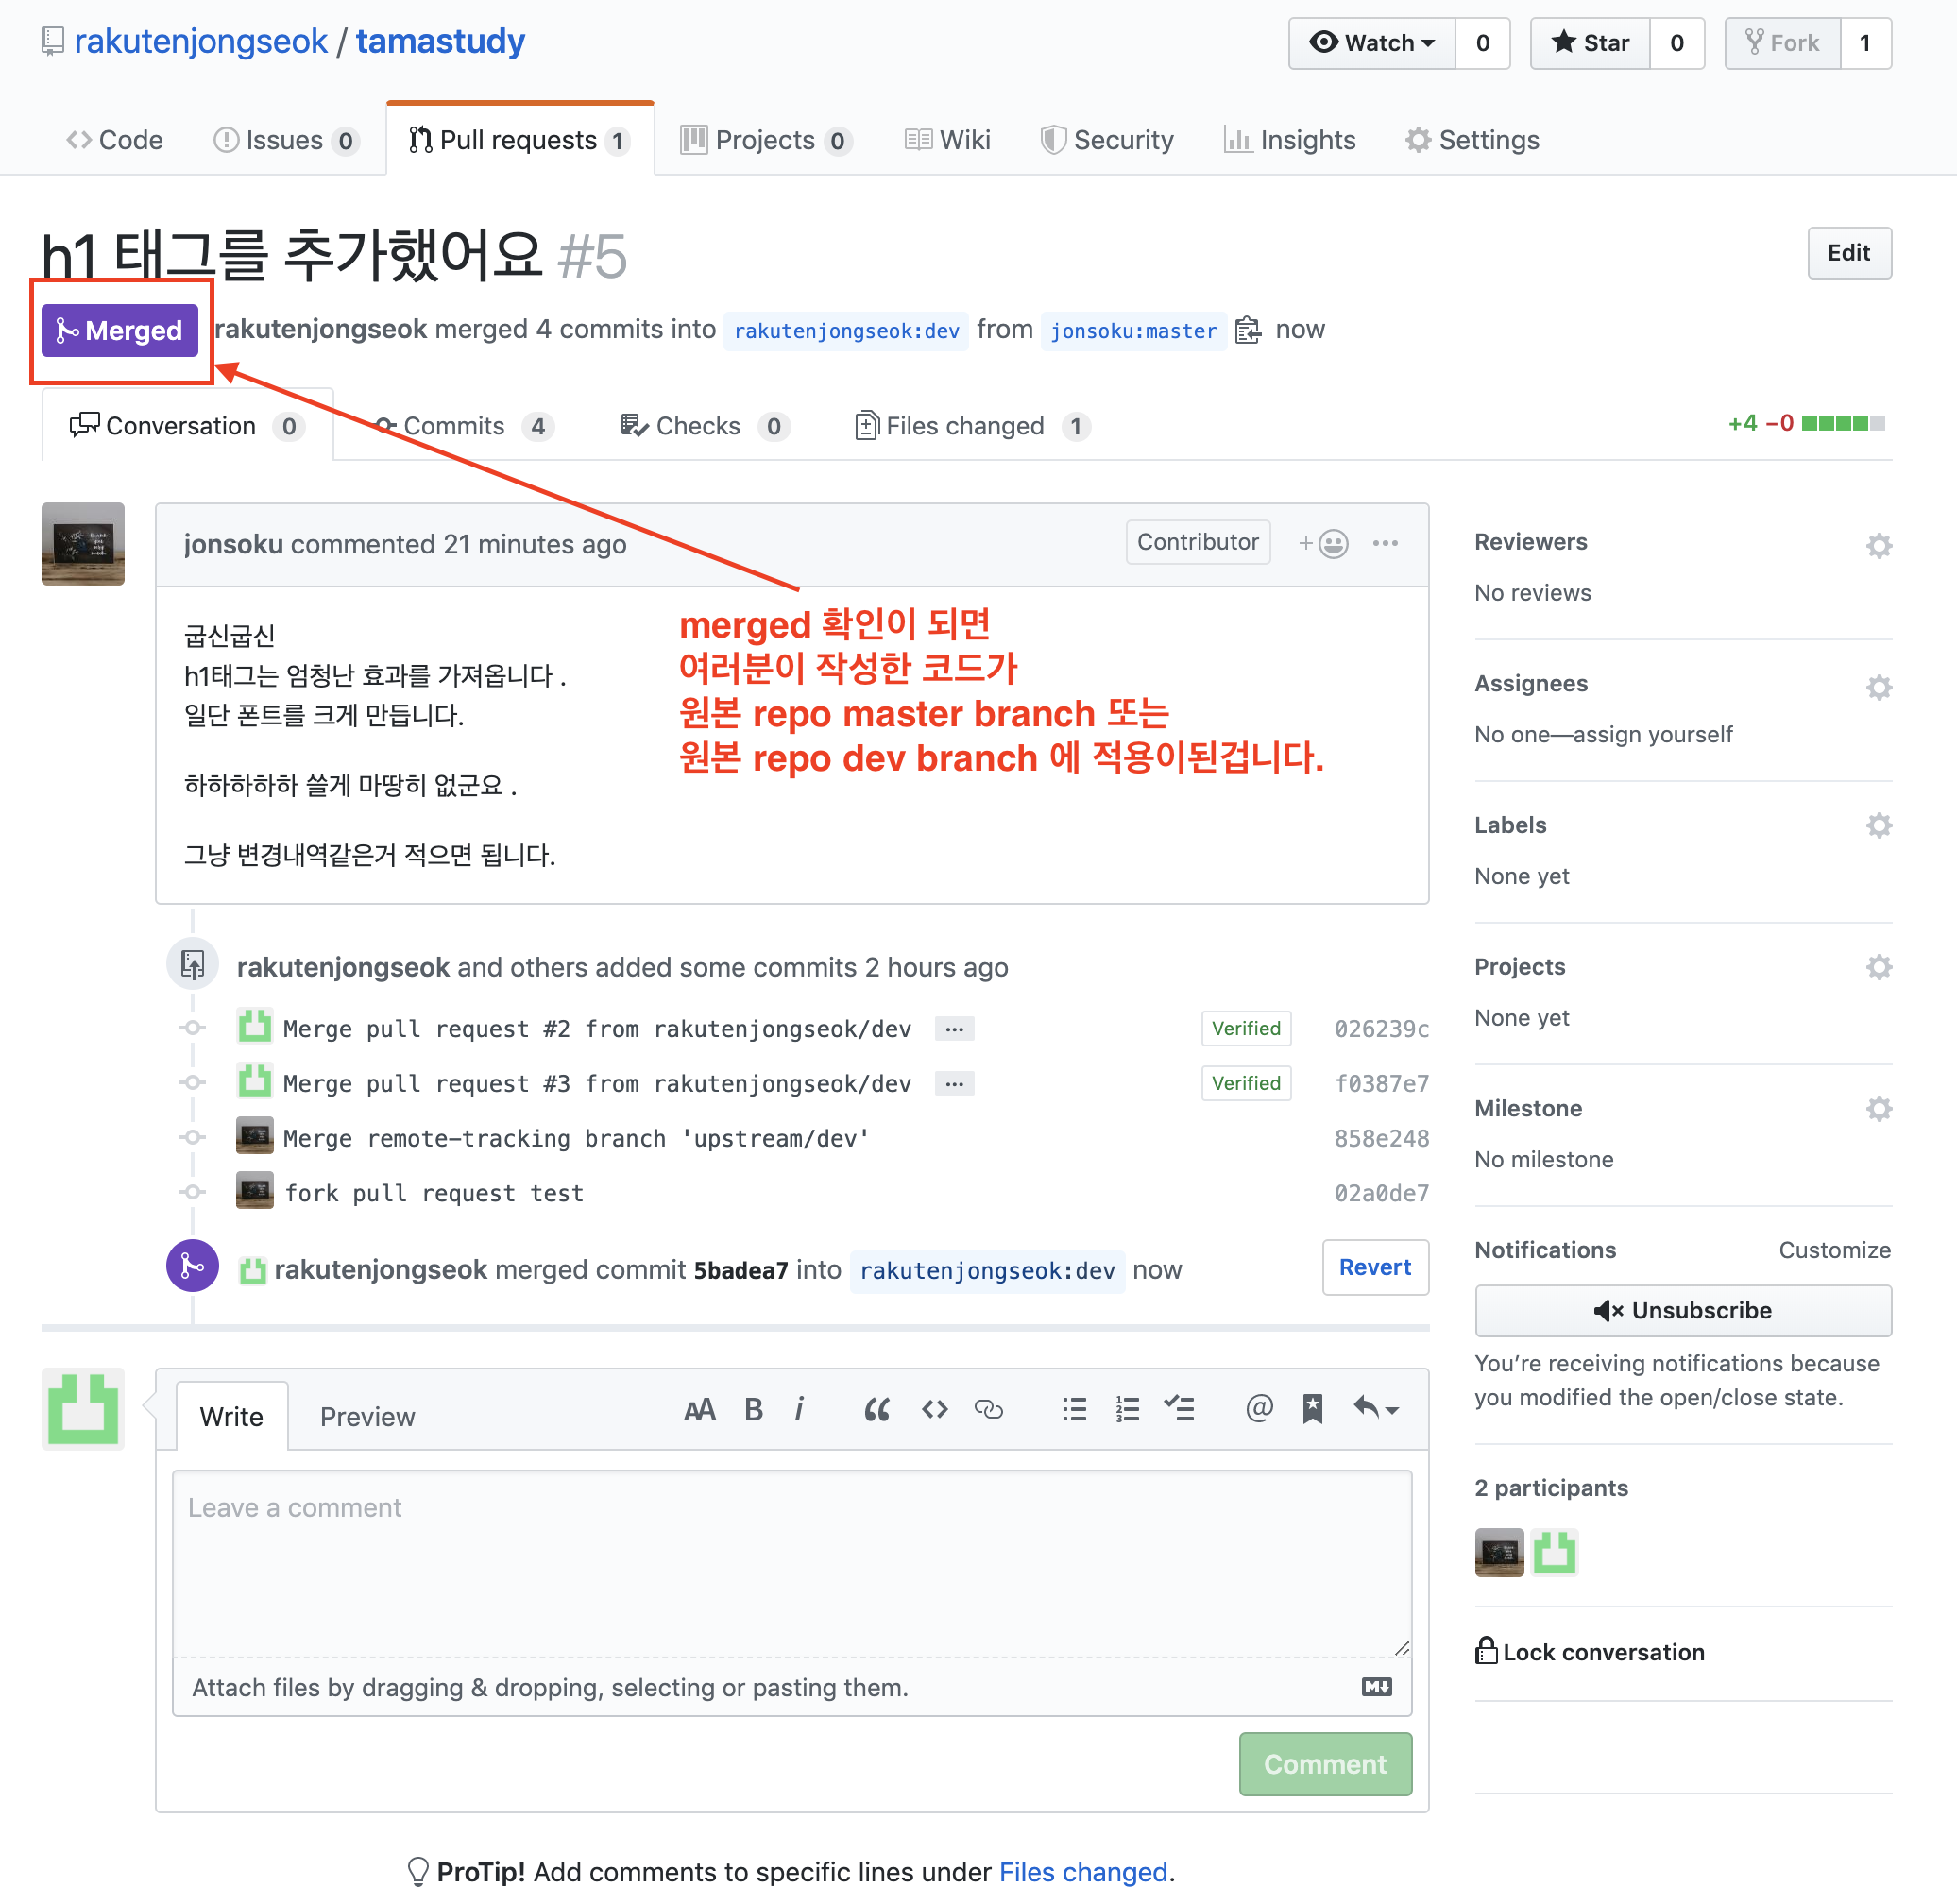 rakutenjongseok / tamastudy
Watch 0 Star 0 Fork 1
Code Issues 0 Pull requests 1 Projects 0 Wiki Security Insights Settings
h1 태그를 추가했어요 #5
Edit
Merged rakutenjongseok merged 4 commits into rakutenjongseok:dev from jonsoku:master now
Conversation 0 Commits 4 Checks 0 Files changed 1 +4 −0
jonsoku commented 21 minutes ago Contributor
굽신굽신
h1태그는 엄청난 효과를 가져옵니다 .
일단 폰트를 크게 만듭니다.
하하하하하 쓸게 마땅히 없군요 .
그냥 변경내역같은거 적으면 됩니다.
merged 확인이 되면
여러분이 작성한 코드가
원본 repo master branch 또는
원본 repo dev branch 에 적용이된겁니다.
rakutenjongseok and others added some commits 2 hours ago
Merge pull request #2 from rakutenjongseok/dev ... Verified 026239c
Merge pull request #3 from rakutenjongseok/dev ... Verified f0387e7
Merge remote-tracking branch 'upstream/dev' 858e248
fork pull request test 02a0de7
rakutenjongseok merged commit 5badea7 into rakutenjongseok:dev now Revert
Write Preview
Leave a comment
Attach files by dragging & dropping, selecting or pasting them.
Comment
ProTip! Add comments to specific lines under Files changed.
Reviewers
No reviews
Assignees
No one—assign yourself
Labels
None yet
Projects
None yet
Milestone
No milestone
Notifications Customize
Unsubscribe
You're receiving notifications because
you modified the open/close state.
2 participants
Lock conversation